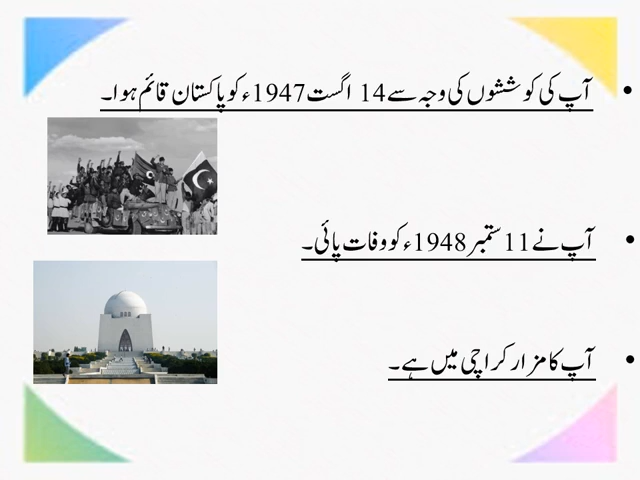 • آپ کی کوششوں کی وجہ سے 14 اگست 1947ء کو پاکستان قائم ہوا۔
• آپ نے 11 ستمبر 1948ء کو وفات پائی۔
• آپ کا مزار کراچی میں ہے۔